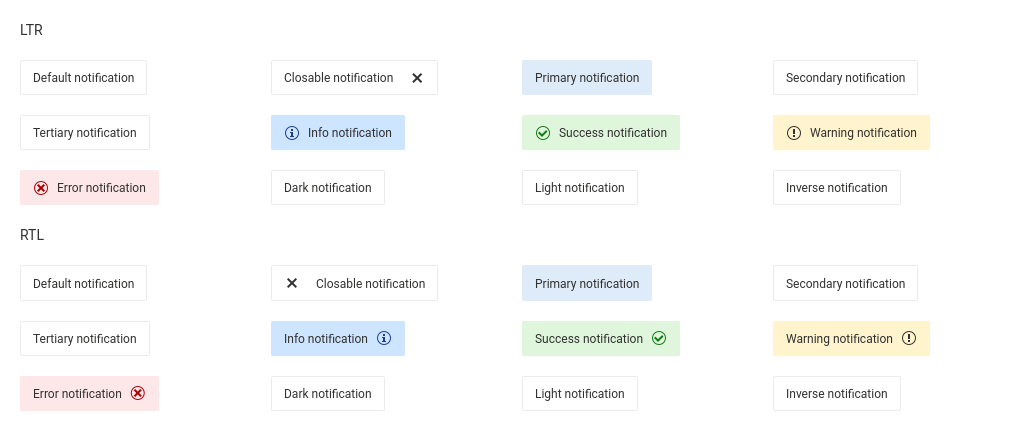 LTR
Default notification
Closable notification
Primary notification
Secondary notification
Tertiary notification
Info notification
Success notification
Warning notification
Error notification
Dark notification
Light notification
Inverse notification
RTL
Default notification
Closable notification
Primary notification
Secondary notification
Tertiary notification
Info notification
Success notification
Warning notification
Error notification
Dark notification
Light notification
Inverse notification